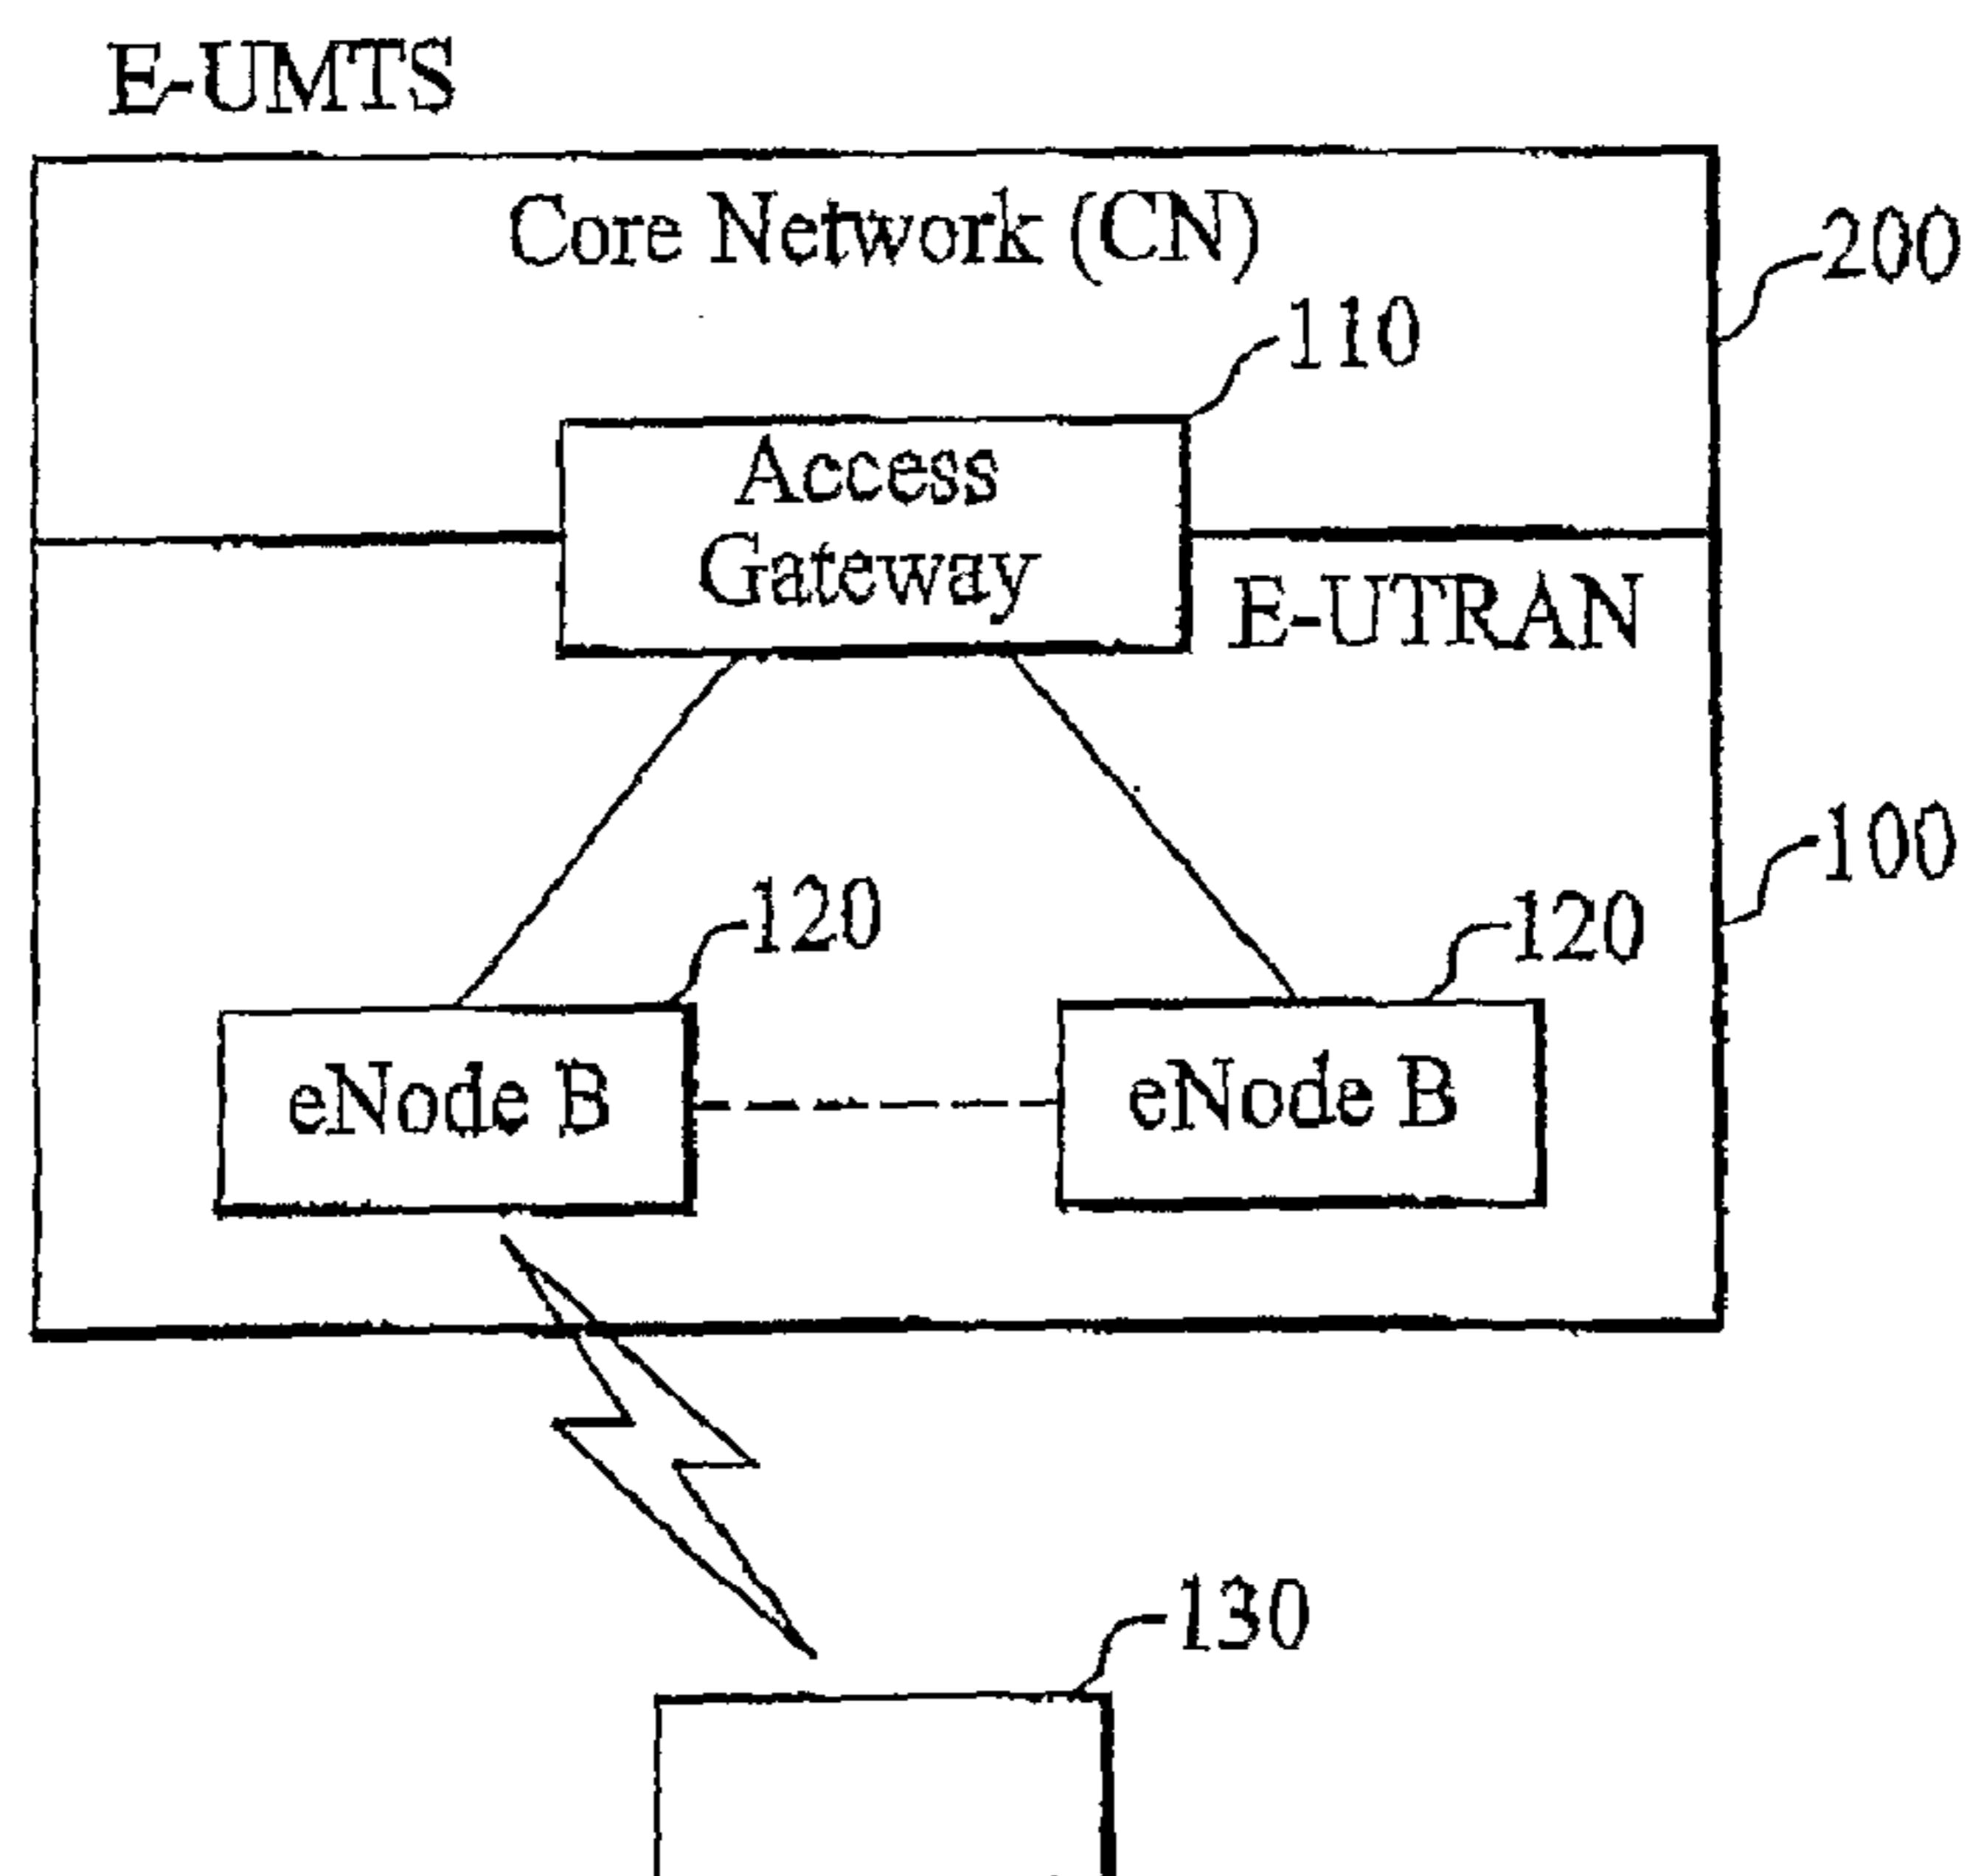 E-UMTS
Core Network (CN)
200
110
Access
Gateway
E-UTRAN
100
120
120
eNode B
eNode B
130